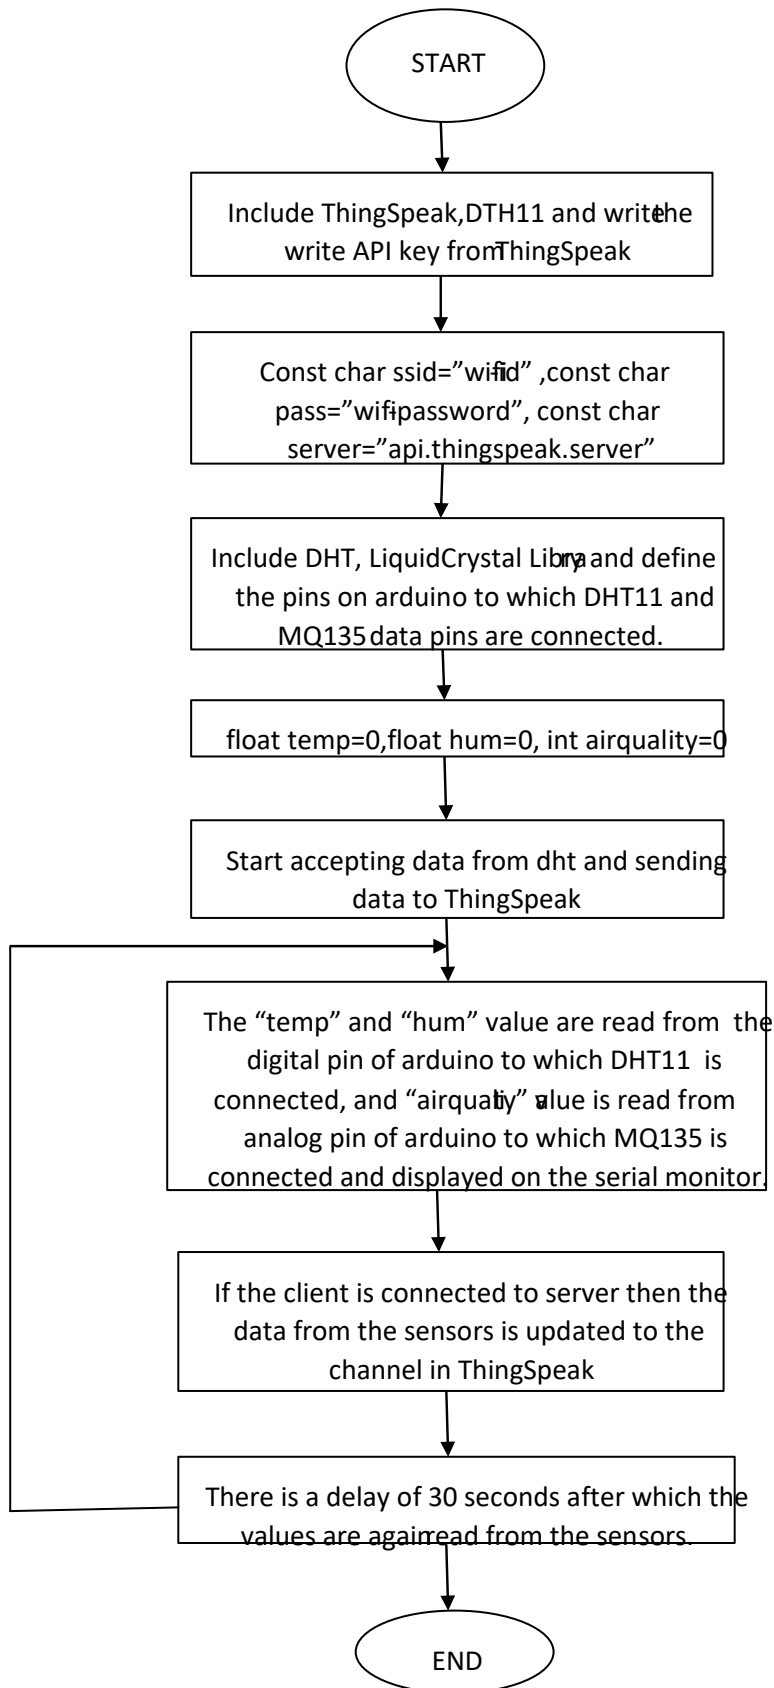 START
Include ThingSpeak,DTH11 and write the
write API key from ThingSpeak
Const char ssid=”wifi-id” ,const char
pass=”wifi-password”, const char
server=”api.thingspeak.server”
Include DHT, LiquidCrystal Library and define
the pins on arduino to which DHT11 and
MQ135 data pins are connected.
float temp=0,float hum=0, int airquality=0
Start accepting data from dht and sending
data to ThingSpeak
The “temp” and “hum” value are read from the
digital pin of arduino to which DHT11 is
connected, and “airquality” value is read from
analog pin of arduino to which MQ135 is
connected and displayed on the serial monitor.
If the client is connected to server then the
data from the sensors is updated to the
channel in ThingSpeak
There is a delay of 30 seconds after which the
values are again read from the sensors.
END